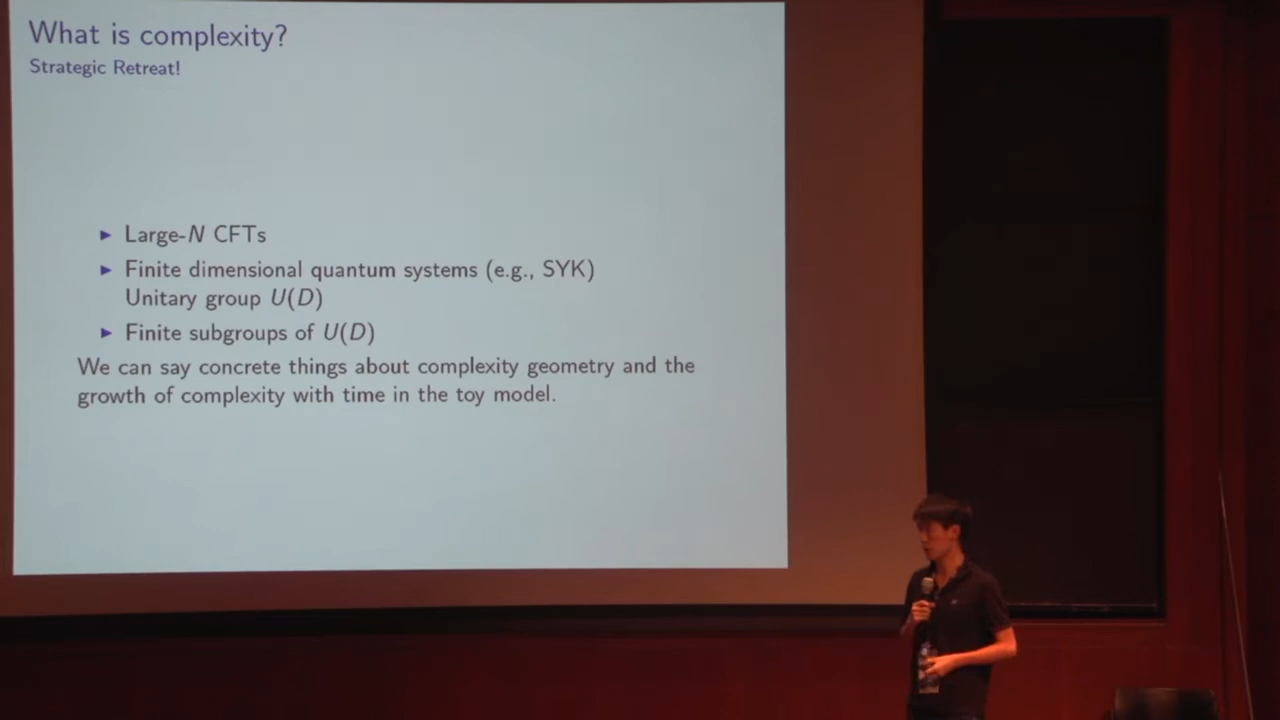 What is complexity?
Strategic Retreat!
► Large-N CFTs
► Finite dimensional quantum systems (e.g., SYK)
Unitary group U(D)
► Finite subgroups of U(D)
We can say concrete things about complexity geometry and the
growth of complexity with time in the toy model.